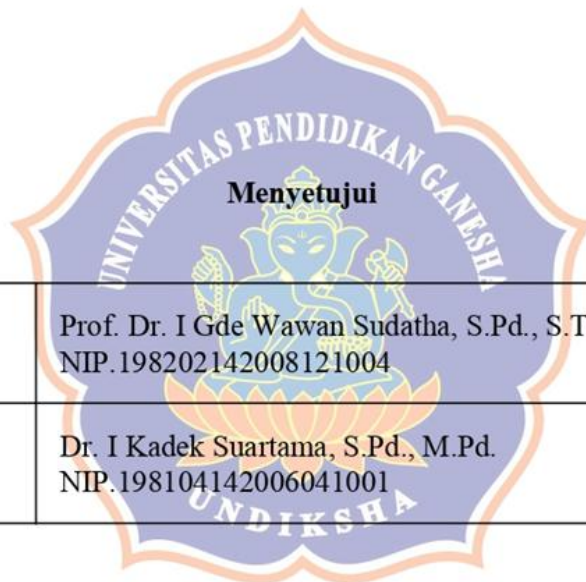 UNIVERSITAS PENDIDIKAN GANESHA
Menyetujui
Prof. Dr. I Gde Wawan Sudatha, S.Pd., S.T
NIP.198202142008121004
Dr. I Kadek Suartama, S.Pd., M.Pd.
NIP.198104142006041001
UNDIKSHA